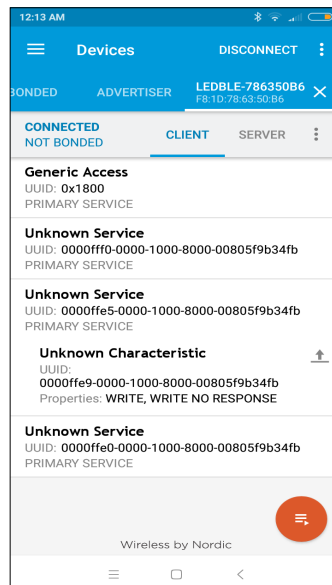 12:13 AM
Devices
DISCONNECT
BONDED
ADVERTISER
LEDBLE-786350B6
F8:1D:78:63:50:B6
CONNECTED
NOT BONDED
CLIENT
SERVER
Generic Access
UUID: 0x1800
PRIMARY SERVICE
Unknown Service
UUID: 0000fff0-0000-1000-8000-00805f9b34fb
PRIMARY SERVICE
Unknown Service
UUID: 0000ffe5-0000-1000-8000-00805f9b34fb
PRIMARY SERVICE
Unknown Characteristic
UUID:
0000ffe9-0000-1000-8000-00805f9b34fb
Properties: WRITE, WRITE NO RESPONSE
Unknown Service
UUID: 0000ffe0-0000-1000-8000-00805f9b34fb
PRIMARY SERVICE
Wireless by Nordic